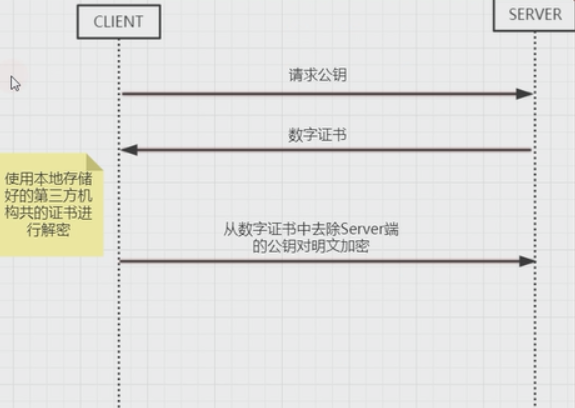 CLIENT
SERVER
请求公钥
数字证书
使用本地存储
好的第三方机
构共的证书进
行解密
从数字证书中去除Server端
的公钥对明文加密